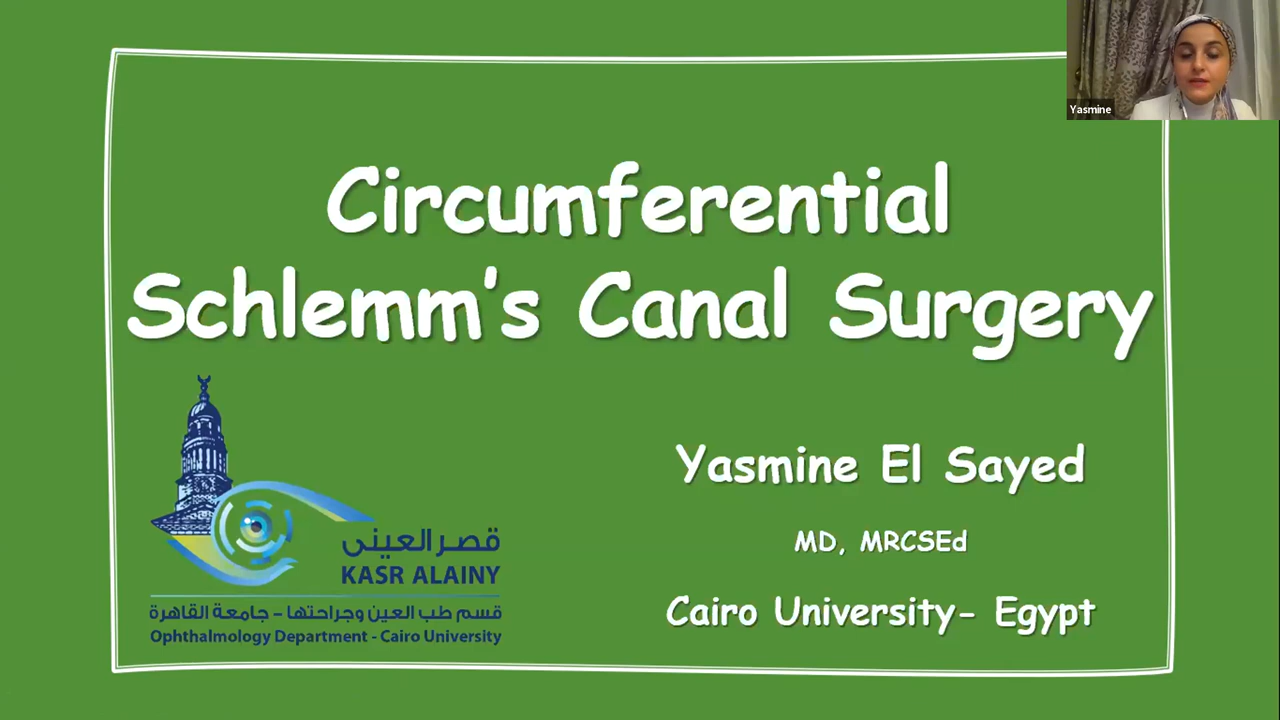 Yasmine
Circumferential
Schlemm's Canal Surgery
قصر العينى
KASR ALAINY
قسم طب العين وجراحتها - جامعة القاهرة
Ophthalmology Department - Cairo University
Yasmine El Sayed
MD, MRCSEd
Cairo University- Egypt